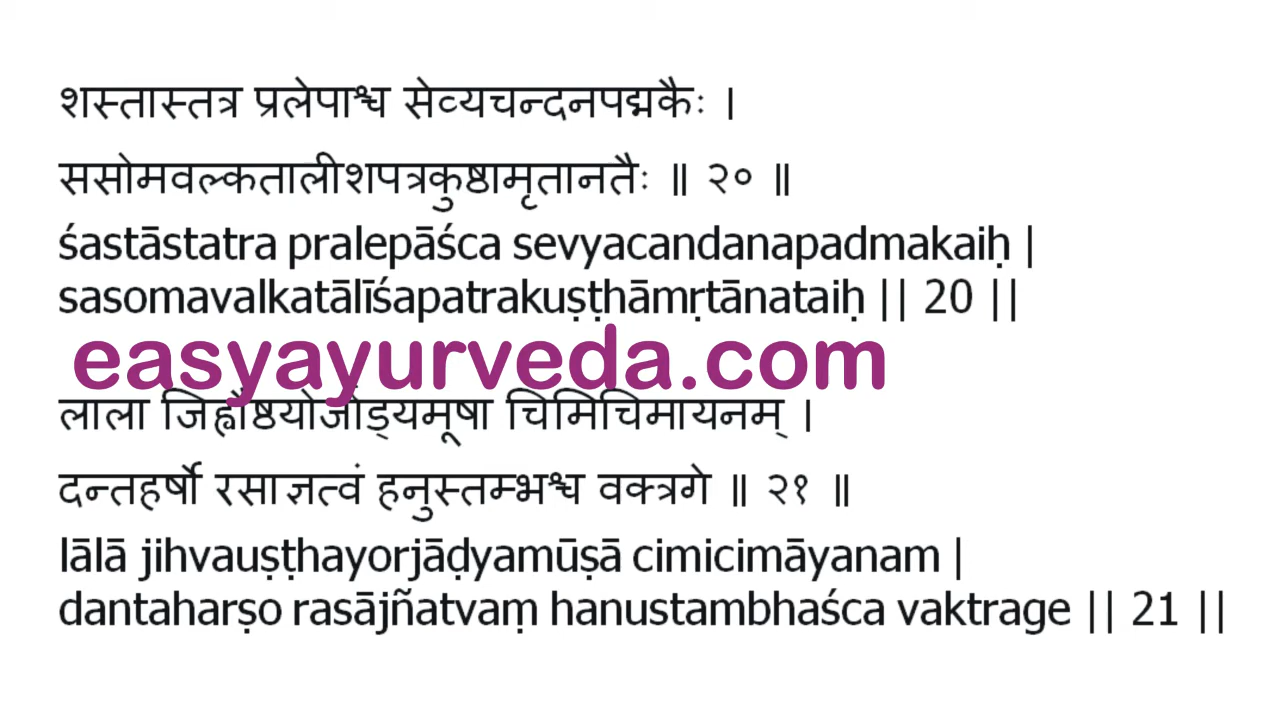 शस्तास्तत्र प्रलेपाश्च सेव्यचन्दनपद्मकैः ।
ससोमवल्कतालीशपत्रकुष्ठामृतानतैः ॥ २० ॥
śastāstatra pralepāśca sevyacandanapadmakaiḥ |
sasomavalkatālīśapatrakuṣṭhāmṛtānataiḥ || 20 ||
easyayurveda.com
लाला जिह्वौष्ठयोर्जाड्यमूषा चिमिचिमायनम् ।
दन्तहर्षो रसाज्ञत्वं हनुस्तम्भश्च वक्त्रगे ॥ २१ ॥
lālā jihvauṣṭhayorjāḍyamūṣā cimicimāyanam |
dantaharṣo rasājñatvaṃ hanustambhaśca vaktrage || 21 ||